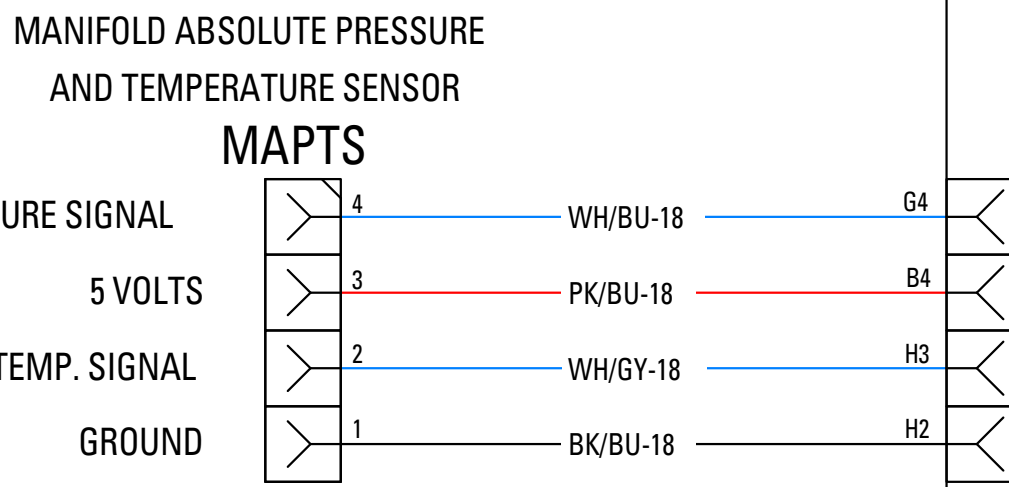 MANIFOLD ABSOLUTE PRESSURE
AND TEMPERATURE SENSOR
MAPTS
URE SIGNAL 4 WH/BU-18 G4
5 VOLTS 3 PK/BU-18 B4
TEMP. SIGNAL 2 WH/GY-18 H3
GROUND 1 BK/BU-18 H2